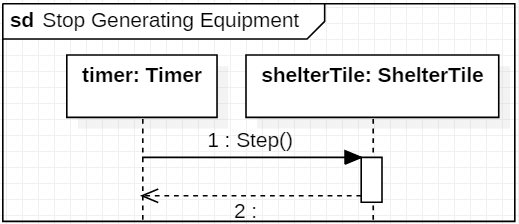 sd Stop Generating Equipment
timer: Timer
shelterTile: ShelterTile
1 : Step()
2 :